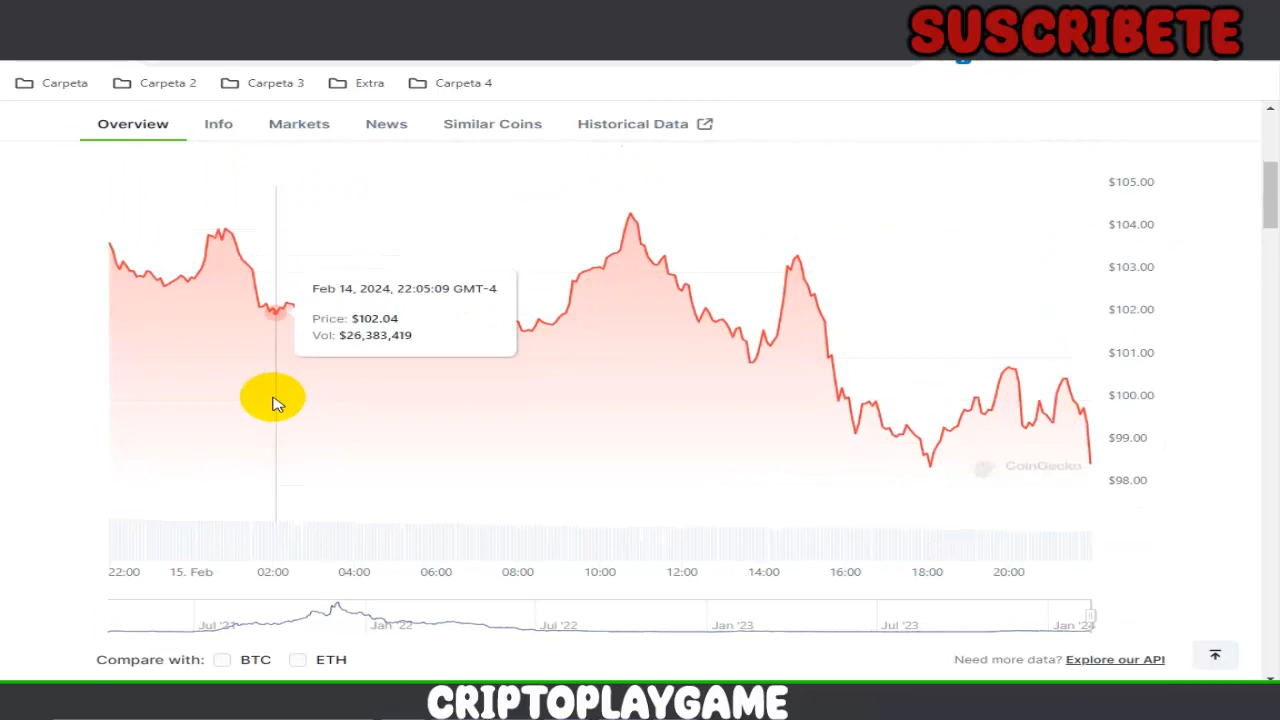 SUSCRIBETE
Carpeta Carpeta 2 Carpeta 3 Extra Carpeta 4
Overview Info Markets News Similar Coins Historical Data
$105.00
$104.00
$103.00
Feb 14, 2024, 22:05:09 GMT-4
$102.00
Price: $102.04
Vol: $26,383,419
$101.00
$100.00
$99.00
CoinGecko
$98.00
22:00 15. Feb 02:00 04:00 06:00 08:00 10:00 12:00 14:00 16:00 18:00 20:00
Jul '21 Jan '22 Jul '22 Jan '23 Jul '23 Jan '24
Compare with: BTC ETH Need more data? Explore our API
CRIPTOPLAYGAME